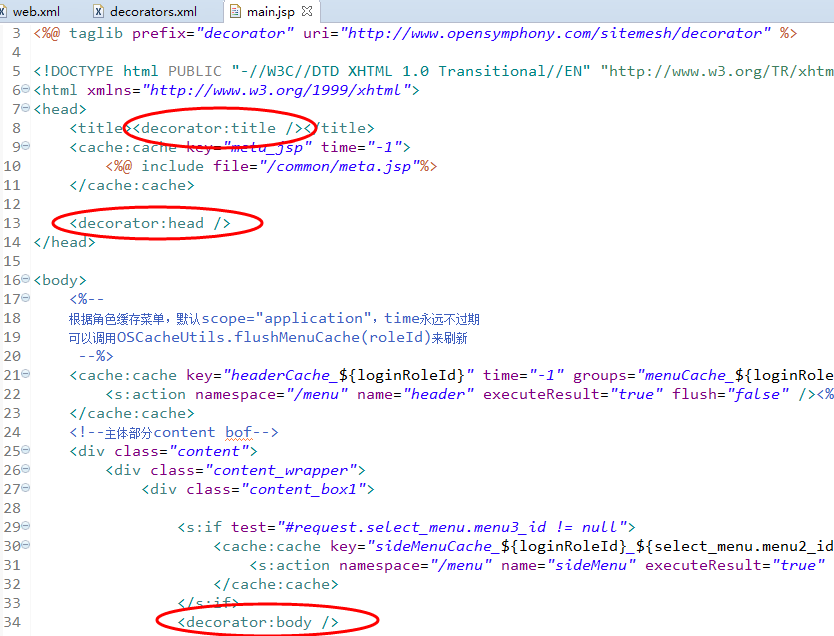 web.xml decorators.xml main.jsp
3 <%@ taglib prefix="decorator" uri="http://www.opensymphony.com/sitemesh/decorator" %>
4
5 <!DOCTYPE html PUBLIC "-//W3C//DTD XHTML 1.0 Transitional//EN" "http://www.w3.org/TR/xhtm
6 <html xmlns="http://www.w3.org/1999/xhtml">
7 <head>
8 <title><decorator:title /></title>
9 <cache:cache key="meta_jsp" time="-1">
10 <%@ include file="/common/meta.jsp"%>
11 </cache:cache>
12
13 <decorator:head />
14 </head>
15
16 <body>
17 <%--
18 根据角色缓存菜单，默认scope="application"，time永远不过期
19 可以调用OSCacheUtils.flushMenuCache(roleId)来刷新
20 --%>
21 <cache:cache key="headerCache_${loginRoleId}" time="-1" groups="menuCache_${loginRole
22 <s:action namespace="/menu" name="header" executeResult="true" flush="false" /><%
23 </cache:cache>
24 <!--主体部分content bof-->
25 <div class="content">
26 <div class="content_wrapper">
27 <div class="content_box1">
28
29 <s:if test="#request.select_menu.menu3_id != null">
30 <cache:cache key="sideMenuCache_${loginRoleId}_${select_menu.menu2_id
31 <s:action namespace="/menu" name="sideMenu" executeResult="true"
32 </cache:cache>
33 </s:if>
34 <decorator:body />